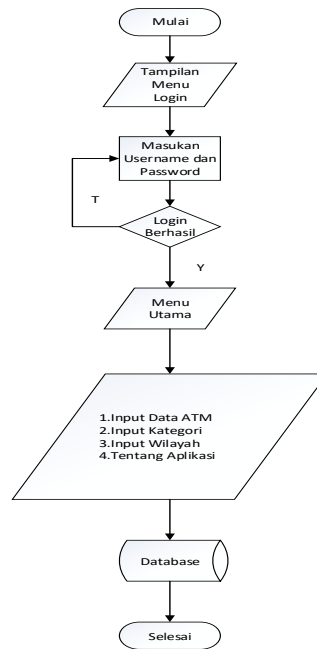 Mulai
Tampilan
Menu
Login
Masukan
Username dan
Password
T
Login
Berhasil
Y
Menu
Utama
1.Input Data ATM
2.Input Kategori
3.Input Wilayah
4.Tentang Aplikasi
Database
Selesai